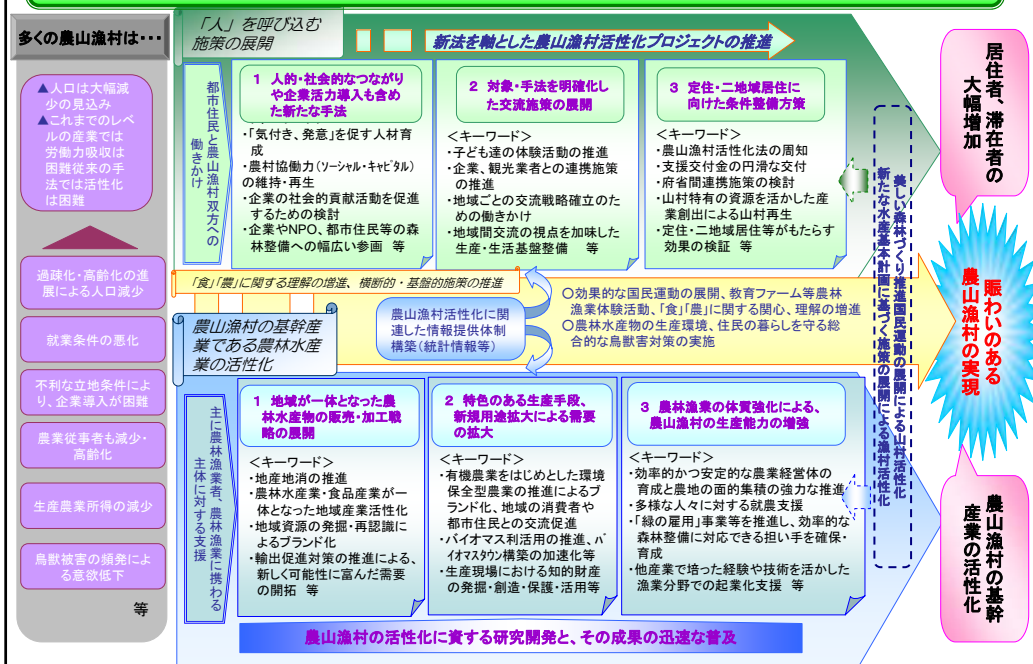 多くの農山漁村は・・・
▲人口は大幅減
少の見込み
▲これまでのレベ
ルの産業では
労働力吸収は
困難従来の手
法では活性化
は困難
過疎化・高齢化の進
展による人口減少
就業条件の悪化
不利な立地条件によ
り、企業導入が困難
農業従事者も減少・
高齢化
生産農業所得の減少
鳥獣被害の頻発によ
る意欲低下
等
「人」を呼び込む
施策の展開
新法を軸とした農山漁村活性化プロジェクトの推進
都市住民と農山漁村双方への
働きかけ
1 人的・社会的なつながり
や企業活力導入も含め
た新たな手法
・「気付き、発意」を促す人材育
成
・農村協働力(ソーシャル・キャピタル)
の維持・再生
・企業の社会的貢献活動を促進
するための検討
・企業やNPO、都市住民等の森
林整備への幅広い参画 等
2 対象・手法を明確化し
た交流施策の展開
<キーワード>
・子ども達の体験活動の推進
・企業、観光業者との連携施策
の推進
・地域ごとの交流戦略確立のた
めの働きかけ
・地域間交流の視点を加味した
生産・生活基盤整備 等
3 定住・二地域居住に
向けた条件整備方策
<キーワード>
・農山漁村活性化法の周知
・支援交付金の円滑な交付
・府省間連携施策の検討
・山村特有の資源を活かした産
業創出による山村再生
・定住・二地域居住等がもたらす
効果の検証 等
「食」「農」に関する理解の増進、横断的・基盤的施策の推進
農山漁村活性化に関
連した情報提供体制
構築(統計情報等)
○効果的な国民運動の展開、教育ファーム等農林
漁業体験活動、「食」「農」に関する関心、理解の増進
○農林水産物の生産環境、住民の暮らしを守る総
合的な鳥獣害対策の実施
農山漁村の基幹産
業である農林水産
業の活性化
主に農林漁業者、農林漁業に携わる
主体に対する支援
1 地域が一体となった農
林水産物の販売・加工戦
略の展開
<キーワード>
・地産地消の推進
・農林水産業・食品産業が一
体となった地域産業活性化
・地域資源の発掘・再認識に
よるブランド化
・輸出促進対策の推進による、
新しく可能性に富んだ需要
の開拓 等
2 特色のある生産手段、
新規用途拡大による需要
の拡大
<キーワード>
・有機農業をはじめとした環境
保全型農業の推進によるブ
ランド化、地域の消費者や
都市住民との交流促進
・バイオマス利活用の推進、バ
イオマスタウン構築の加速化等
・生産現場における知的財産
の発掘・創造・保護・活用等
3 農林漁業の体質強化による、
農山漁村の生産能力の増強
<キーワード>
・効率的かつ安定的な農業経営体の
育成と農地の面的集積の強力な推進
・多様な人々に対する就農支援
・「緑の雇用」事業等を推進し、効率的な
森林整備に対応できる担い手を確保・
育成
・他産業で培った経験や技術を活かした
漁業分野での起業化支援 等
農山漁村の活性化に資する研究開発と、その成果の迅速な普及
美しい森林づくり推進国民運動の展開による山村活性化
新たな水産基本計画に基づく施策の展開による漁村活性化
居住者、滞在者の
大幅増加
賑わいのある
農山漁村の実現
農山漁村の基幹
産業の活性化